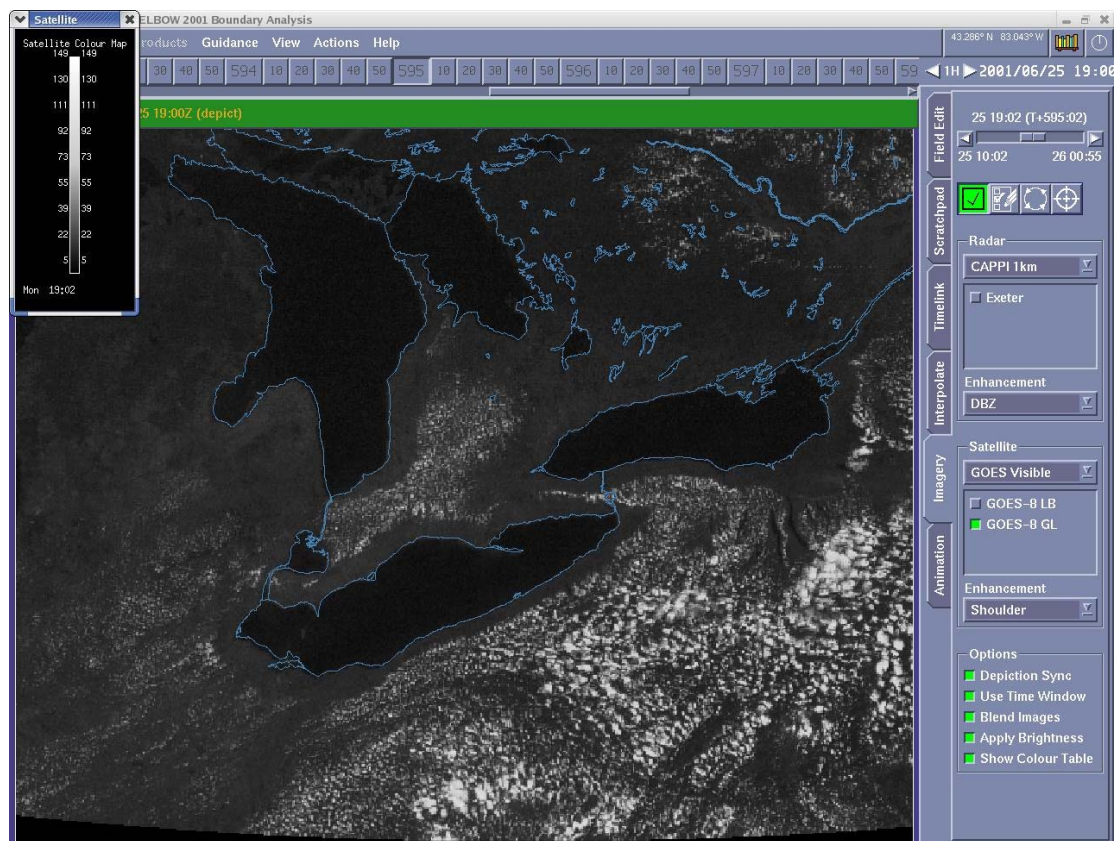 Satellite
ELBOW 2001 Boundary Analysis
Satellite Colour Map
149 149
130 130
111 111
92 92
73 73
55 55
39 39
22 22
5 5
Mon 19:02
roducts Guidance View Actions Help
43.286° N 83.043° W
30 40 50 594 10 20 30 40 50 595 10 20 30 40 50 596 10 20 30 40 50 597 10 20 30 40 50 59
1H 2001/06/25 19:00
25 19:00Z (depict)
Field Edit
Scratchpad
Timelink
Interpolate
Imagery
Animation
25 19:02 (T+595:02)
25 10:02 26 00:55
Radar
CAPPI 1km
Exeter
Enhancement
DBZ
Satellite
GOES Visible
GOES-8 LB
GOES-8 GL
Enhancement
Shoulder
Options
Depiction Sync
Use Time Window
Blend Images
Apply Brightness
Show Colour Table